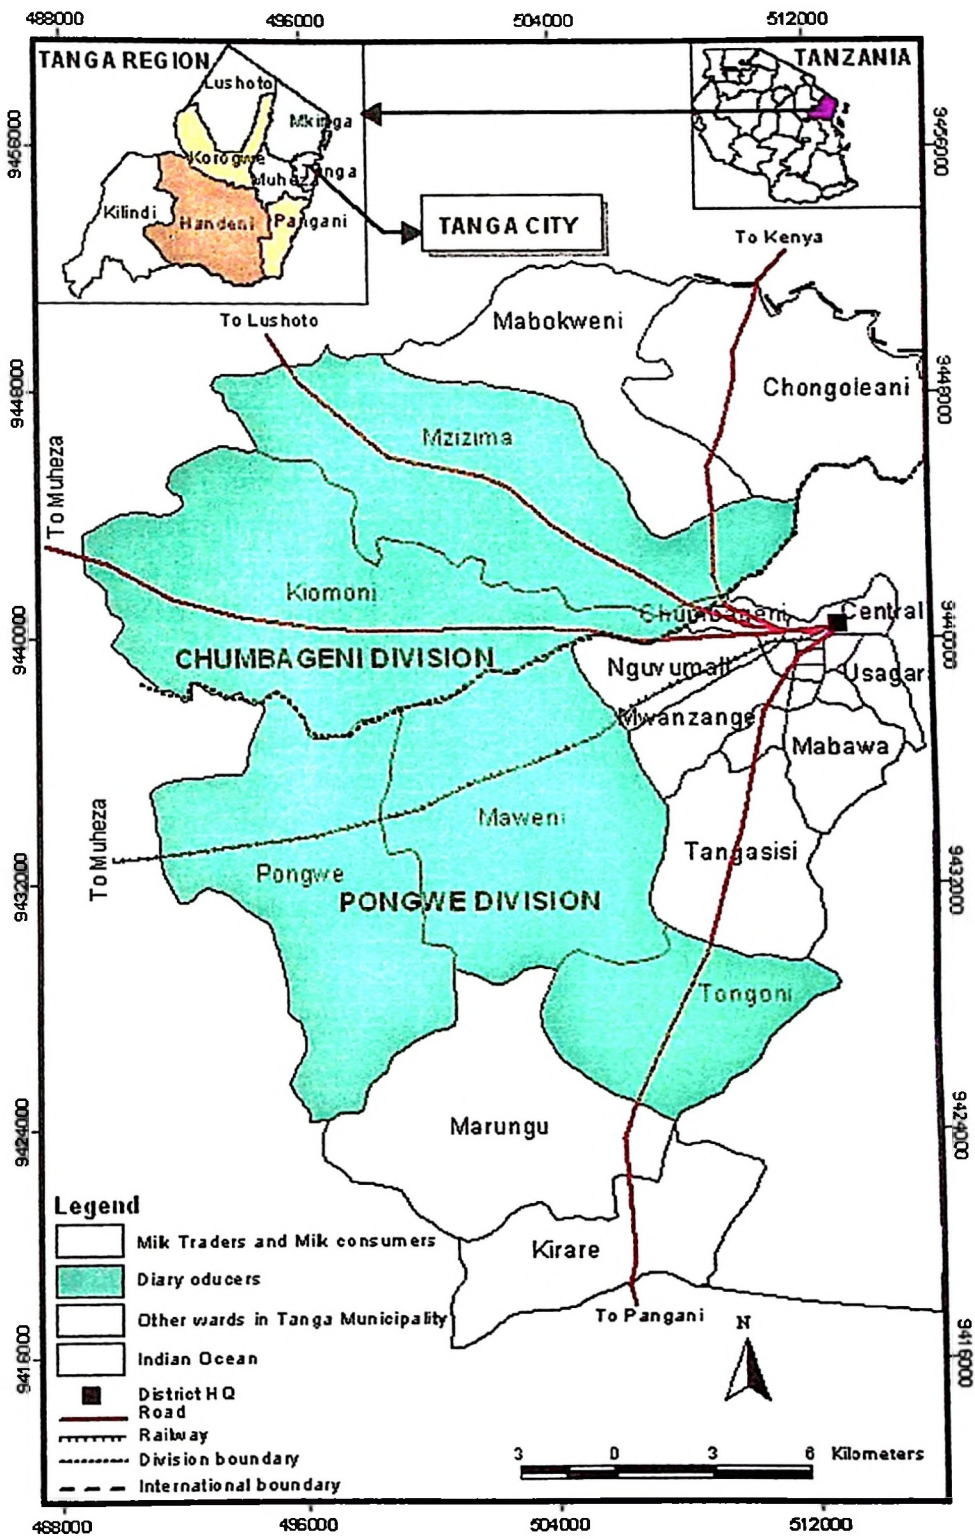 488000 496000 504000 512000
TANGA REGION
TANZANIA
Lushoto
Mkinga
Korogwe
Tanga
Muheza
Kilindi
Handeni
Pangani
TANGA CITY
9456000
9456000
To Kenya
To Lushoto
Mabokweni
Chongoleani
9448000
9448000
Mzizima
To Muheza
Kiomoni
Chumbageni
Central
9440000
9440000
CHUMBAGENI DIVISION
Nguvumali
Usagar
Mwanzange
Mabawa
Maweni
To Muheza
Tangasisi
Pongwe
9432000
9432000
PONGWE DIVISION
Tongoni
Marungu
9424000
9424000
Kirare
To Pangani
Legend
Mik Traders and Mik consumers
Diary oducers
Other wards in Tanga Municipality
Indian Ocean
District HQ
Road
Railway
Division boundary
International boundary
N
9416000
9416000
3 0 3 6 Kilometers
488000 496000 504000 512000